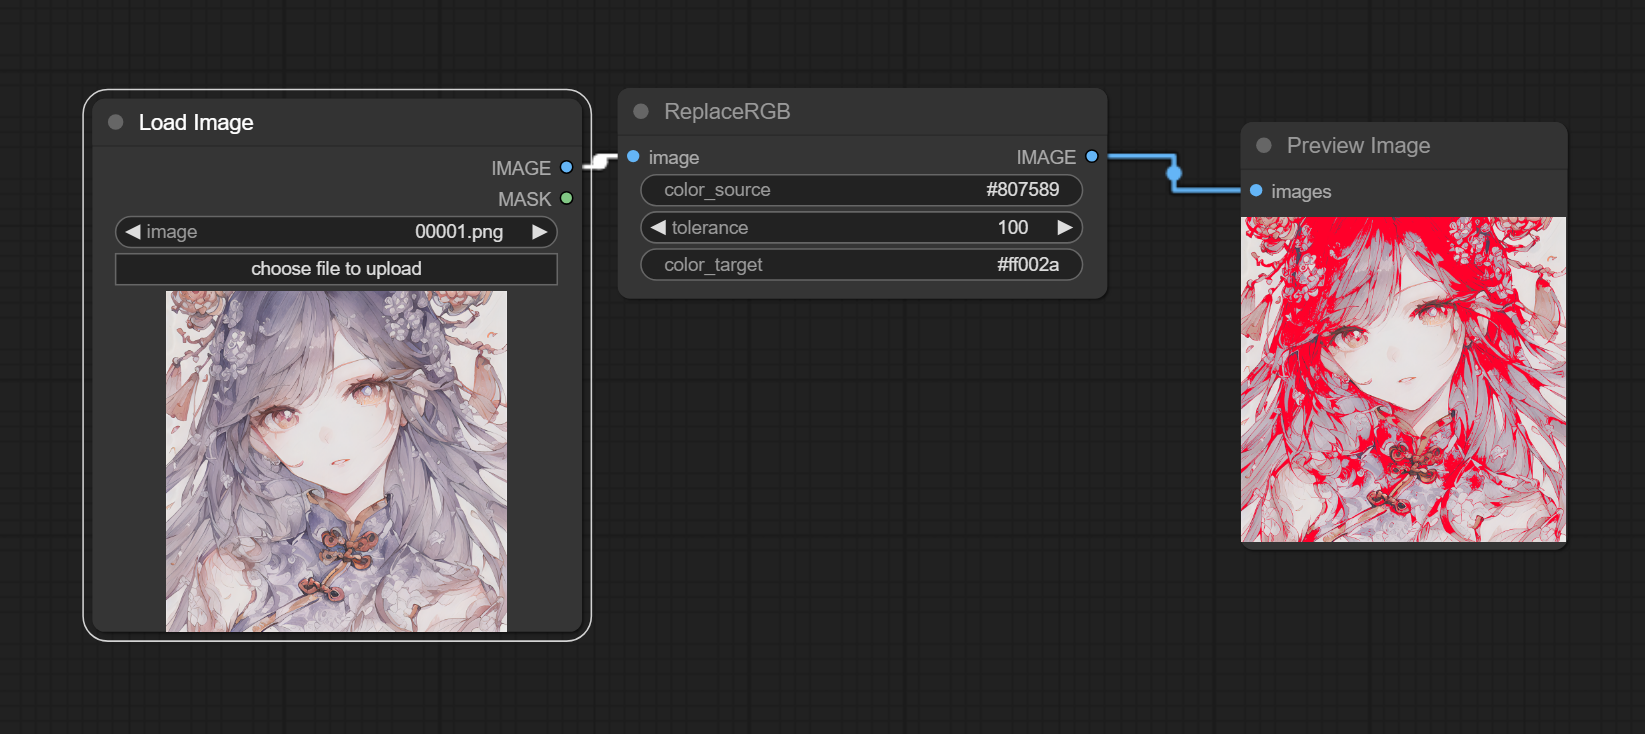 Load Image
IMAGE
MASK
image 00001.png
choose file to upload
ReplaceRGB
image IMAGE
color_source #807589
tolerance 100
color_target #ff002a
Preview Image
images